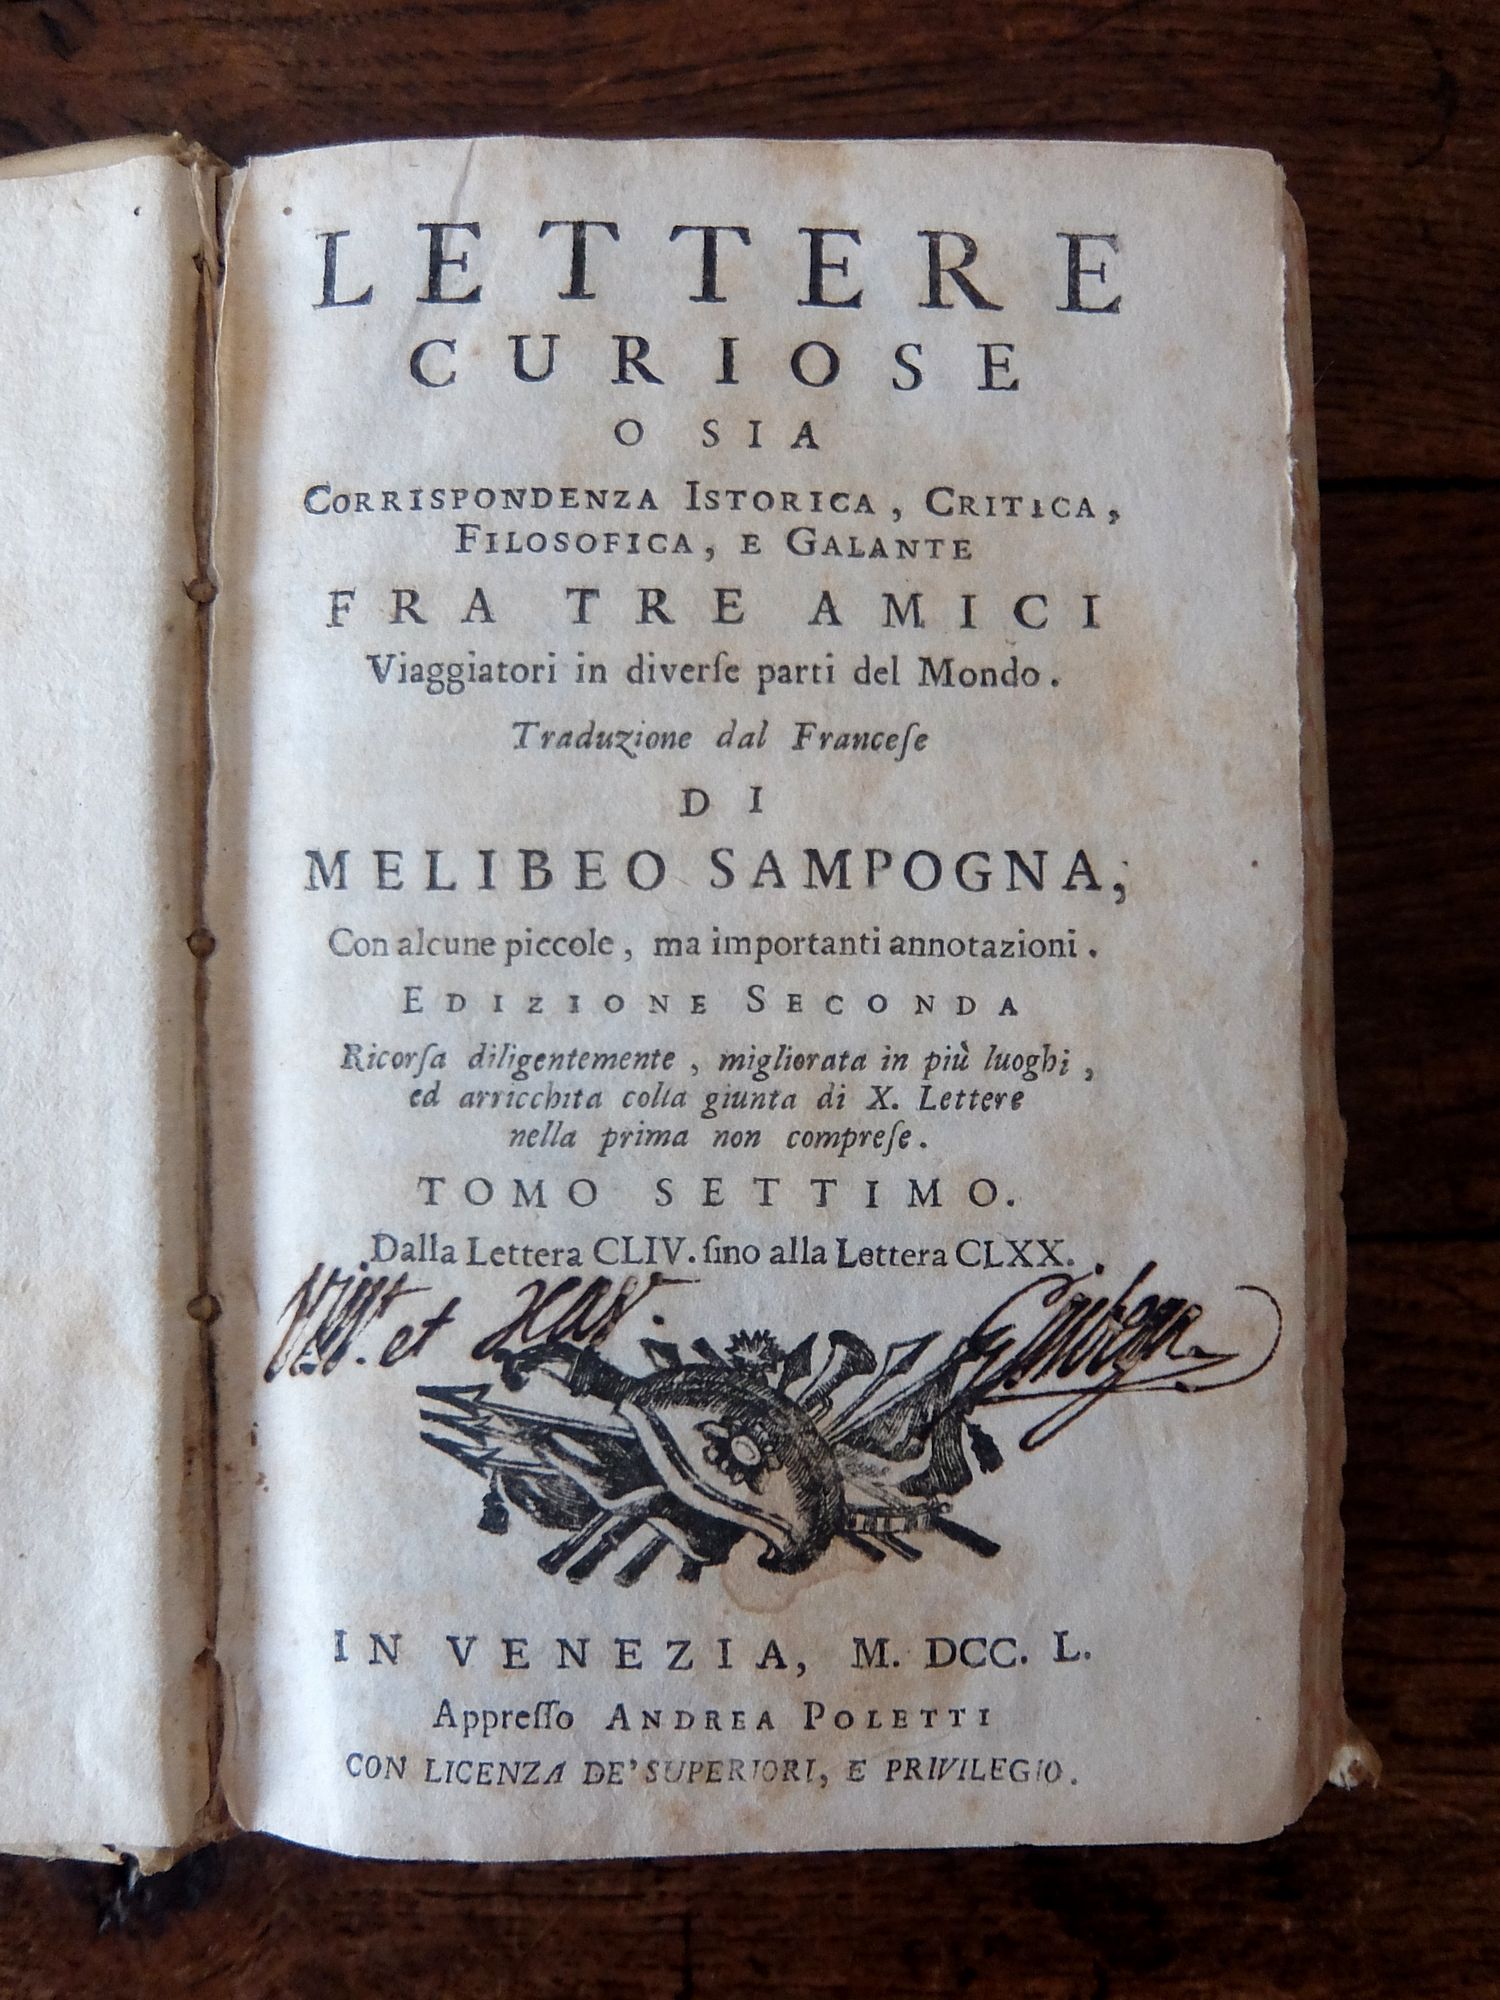 LETTERE
CURIOSE
O SIA
CORRISPONDENZA ISTORICA, CRITICA,
FILOSOFICA, E GALANTE
FRA TRE AMICI
Viaggiatori in diverſe parti del Mondo.
Traduzione dal Franceſe
DI
MELIBEO SAMPOGNA,
Con alcune piccole, ma importanti annotazioni.
EDIZIONE SECONDA
Ricorſa diligentemente, migliorata in più luoghi,
ed arricchita colla giunta di X. Lettere
nella prima non compreſe.
TOMO SETTIMO.
Dalla Lettera CLIV. ſino alla Lettera CLXX.
et
IN VENEZIA, M. DCC. L.
Appreſſo ANDREA POLETTI
CON LICENZA DE' SUPERIORI, E PRIVILEGIO.